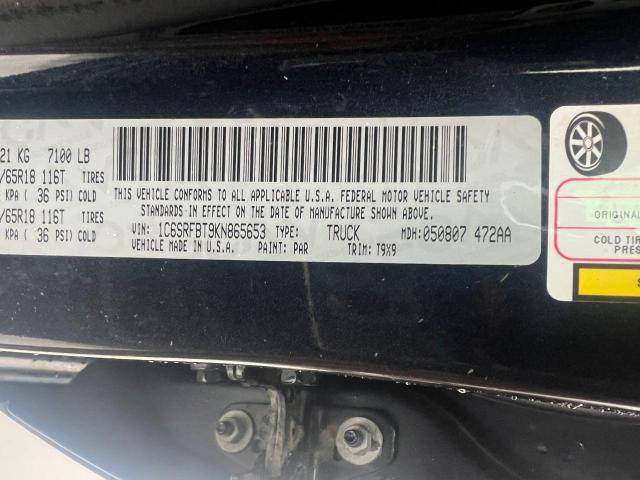 21 KG 7100 LB
/65R18 116T TIRES
KPA ( 36 PSI) COLD
/65R18 116T TIRES
KPA ( 36 PSI) COLD
THIS VEHICLE CONFORMS TO ALL APPLICABLE U.S.A. FEDERAL MOTOR VEHICLE SAFETY
STANDARDS IN EFFECT ON THE DATE OF MANUFACTURE SHOWN ABOVE.
VIN: 1C6SRFBT9KN865653 TYPE: TRUCK MDH: 050807 472AA
VEHICLE MADE IN U.S.A. PAINT: PAR TRIM: T9X9
ORIGINAL
COLD TIR
PRES
S